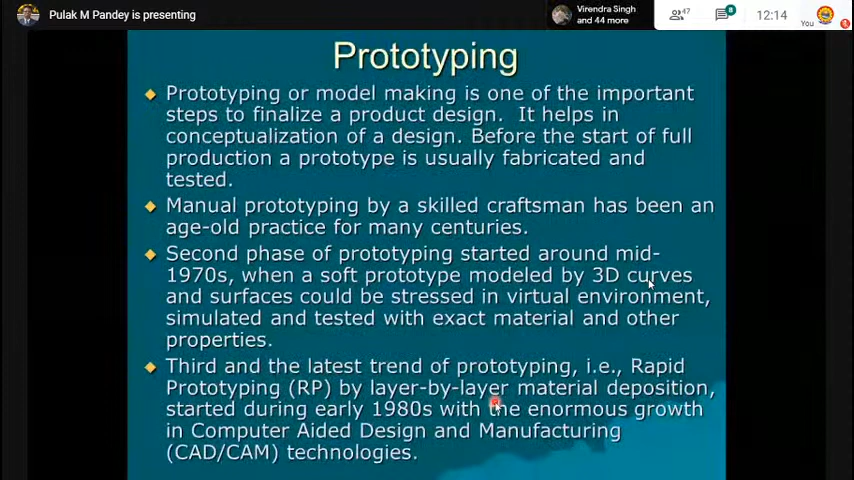 Pulak M Pandey is presenting
Virendra Singh
and 44 more
47
8
12:14
You
Prototyping
Prototyping or model making is one of the important
steps to finalize a product design. It helps in
conceptualization of a design. Before the start of full
production a prototype is usually fabricated and
tested.
Manual prototyping by a skilled craftsman has been an
age-old practice for many centuries.
Second phase of prototyping started around mid-
1970s, when a soft prototype modeled by 3D curves
and surfaces could be stressed in virtual environment,
simulated and tested with exact material and other
properties.
Third and the latest trend of prototyping, i.e., Rapid
Prototyping (RP) by layer-by-layer material deposition,
started during early 1980s with the enormous growth
in Computer Aided Design and Manufacturing
(CAD/CAM) technologies.